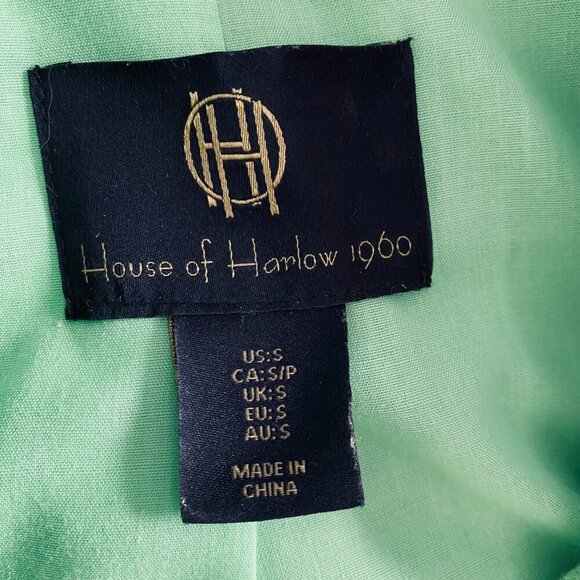 House of Harlow 1960
US: S
CA: S/P
UK: S
EU: S
AU: S
MADE IN
CHINA